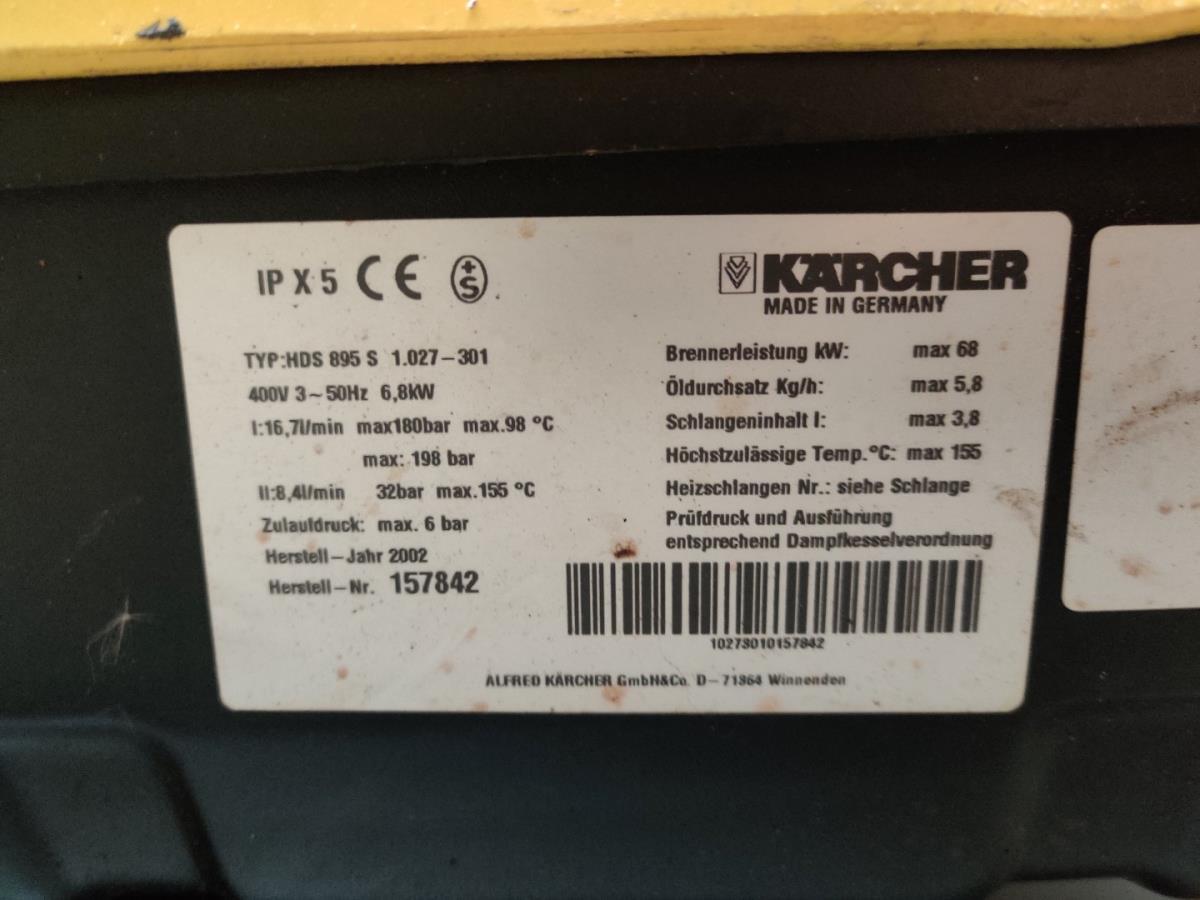 IP X 5 CE +S
KÄRCHER
MADE IN GERMANY
TYP:HDS 895 S 1.027-301
400V 3~50Hz 6,8kW
I:16,7l/min max180bar max.98 °C
max: 198 bar
II:8,4l/min 32bar max.155 °C
Zulaufdruck: max. 6 bar
Herstell-Jahr 2002
Herstell-Nr. 157842
Brennerleistung kW: max 68
Öldurchsatz Kg/h: max 5,8
Schlangeninhalt l: max 3,8
Höchstzulässige Temp.°C: max 155
Heizschlangen Nr.: siehe Schlange
Prüfdruck und Ausführung
entsprechend Dampfkesselverordnung
10273010157842
ALFRED KÄRCHER GmbH&Co. D-71364 Winnenden